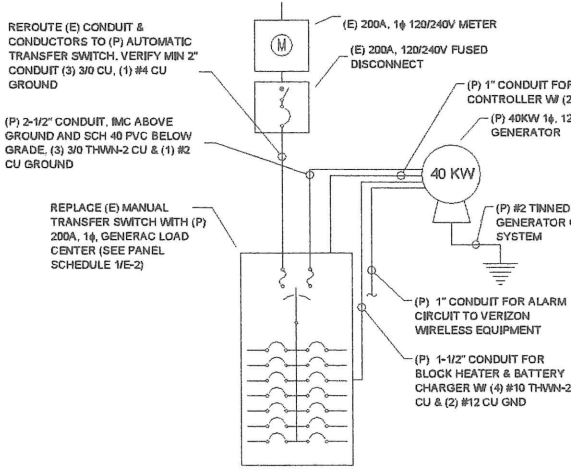 REROUTE (E) CONDUIT &
CONDUCTORS TO (P) AUTOMATIC
TRANSFER SWITCH. VERIFY MIN 2"
CONDUIT (3) 3/0 CU, (1) #4 CU
GROUND
(E) 200A, 1ϕ 120/240V METER
M
(E) 200A, 120/240V FUSED
DISCONNECT
(P) 2-1/2" CONDUIT, IMC ABOVE
GROUND AND SCH 40 PVC BELOW
GRADE, (3) 3/0 THWN-2 CU & (1) #2
CU GROUND
(P) 1" CONDUIT FOR
CONTROLLER W/ (2
(P) 40KW 1ϕ, 12
GENERATOR
40 KW
REPLACE (E) MANUAL
TRANSFER SWITCH WITH (P)
200A, 1ϕ, GENERAC LOAD
CENTER (SEE PANEL
SCHEDULE 1/E-2)
(P) #2 TINNED
GENERATOR
SYSTEM
(P) 1" CONDUIT FOR ALARM
CIRCUIT TO VERIZON
WIRELESS EQUIPMENT
(P) 1-1/2" CONDUIT FOR
BLOCK HEATER & BATTERY
CHARGER W/ (4) #10 THWN-2
CU & (2) #12 CU GND